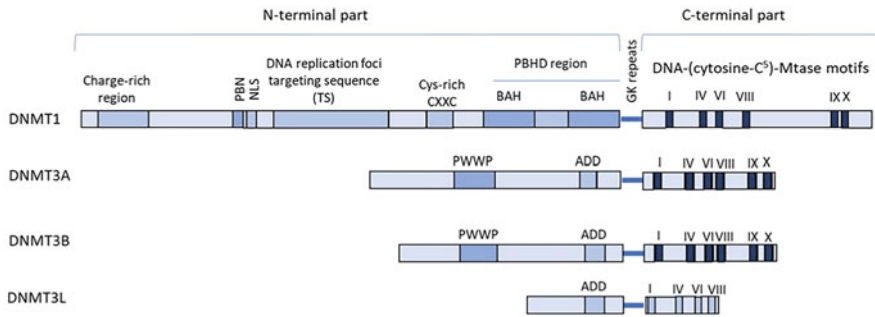 N-terminal part
C-terminal part
Charge-rich
region
PBN
NLS
DNA replication foci
targeting sequence
(TS)
Cys-rich
CXXC
PBHD region
BAH
BAH
GK repeats
DNA-(cytosine-C⁵)-Mtase motifs
I IV VI VIII IX X
DNMT1
PWWP ADD I IV VI VIII IX X
DNMT3A
PWWP ADD I IV VI VIII IX X
DNMT3B
ADD I IV VI VIII
DNMT3L